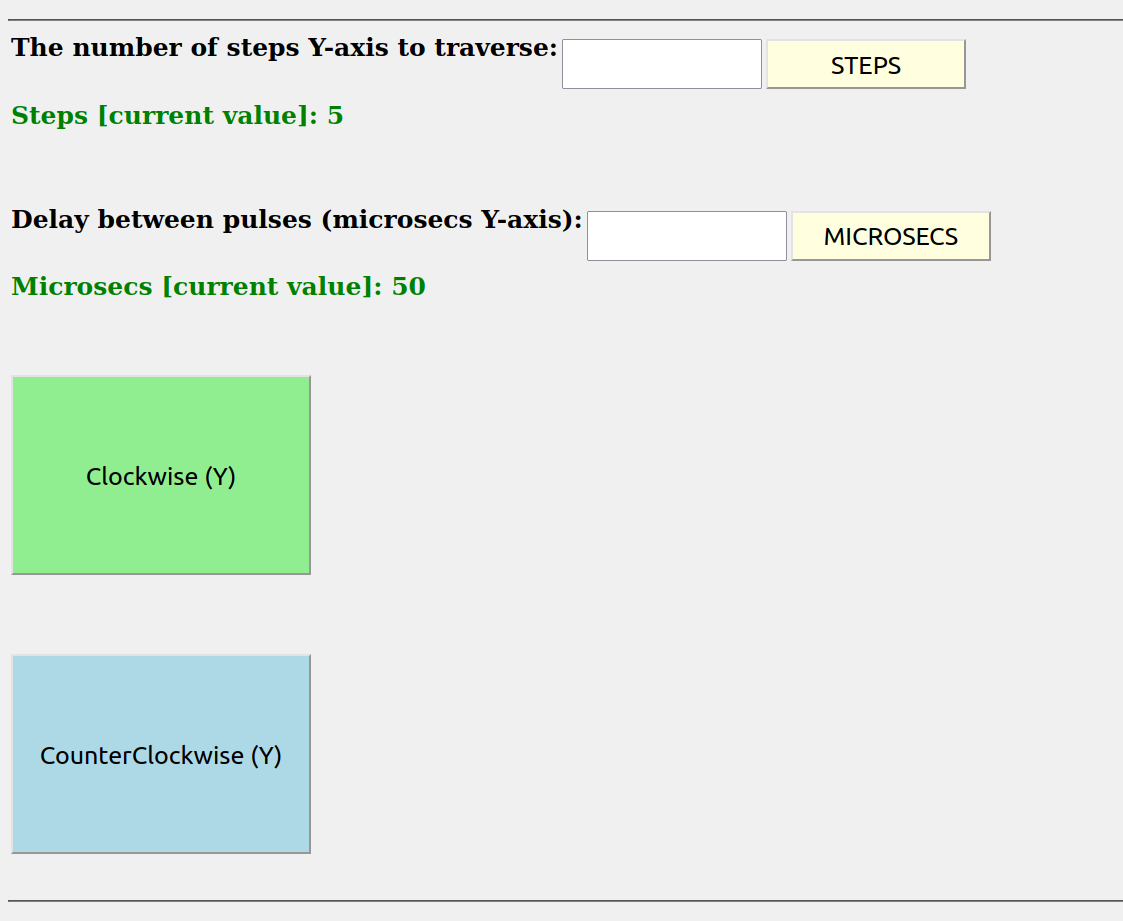 The number of steps Y-axis to traverse: STEPS
Steps [current value]: 5
Delay between pulses (microsecs Y-axis): MICROSECS
Microsecs [current value]: 50
Clockwise (Y)
CounterClockwise (Y)